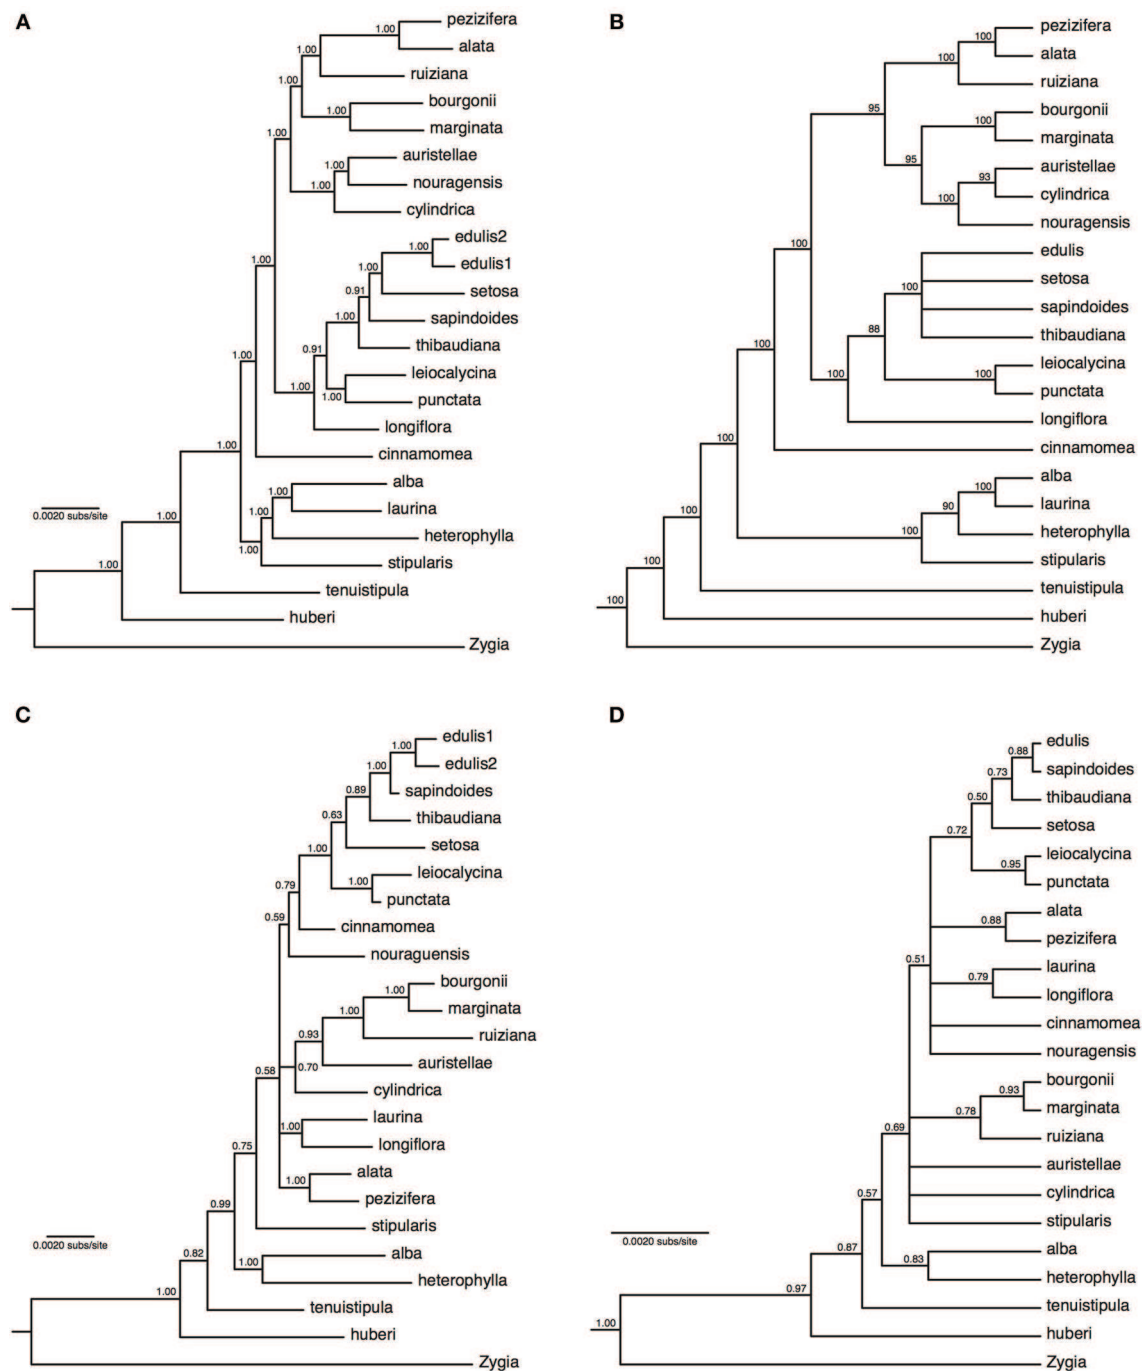 A
1.00
pezizifera
1.00
alata
1.00
ruiziana
1.00
bourgonii
1.00
marginata
1.00
auristellae
1.00
nouragensis
1.00
cylindrica
edulis2
1.00
edulis1
1.00
setosa
0.91
sapindoides
1.00
thibaudiana
0.91
leiocalycina
1.00
punctata
1.00
longiflora
1.00
cinnamomea
1.00
alba
1.00
laurina
1.00
heterophylla
1.00
stipularis
1.00
tenuistipula
1.00
huberi
Zygia
0.0020 subs/site
B
pezizifera
100
alata
100
ruiziana
95
bourgonii
100
marginata
95
auristellae
93
cylindrica
100
nouragensis
100
edulis
setosa
100
sapindoides
thibaudiana
88
leiocalycina
100
punctata
100
longiflora
100
cinnamomea
alba
100
laurina
90
heterophylla
100
stipularis
100
tenuistipula
100
huberi
100
Zygia
100
C
edulis1
1.00
edulis2
1.00
sapindoides
0.89
thibaudiana
0.63
setosa
1.00
leiocalycina
1.00
punctata
0.79
cinnamomea
0.59
nouraguensis
bourgonii
1.00
marginata
1.00
ruiziana
0.93
auristellae
0.70
cylindrica
0.58
laurina
1.00
longiflora
0.75
alata
1.00
pezizifera
stipularis
0.99
alba
1.00
heterophylla
0.82
tenuistipula
1.00
huberi
Zygia
0.0020 subs/site
D
edulis
0.88
sapindoides
0.73
thibaudiana
0.50
setosa
0.72
leiocalycina
0.95
punctata
alata
0.88
pezizifera
0.51
laurina
0.79
longiflora
cinnamomea
nouragensis
bourgonii
0.93
marginata
0.78
ruiziana
0.69
auristellae
cylindrica
stipularis
0.57
alba
0.83
heterophylla
0.87
tenuistipula
0.97
huberi
1.00
Zygia
0.0020 subs/site